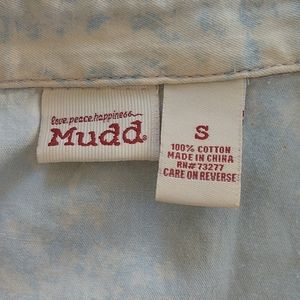 love.peace.happiness
Mudd®
S
100% COTTON
MADE IN CHINA
RN#73277
CARE ON REVERSE